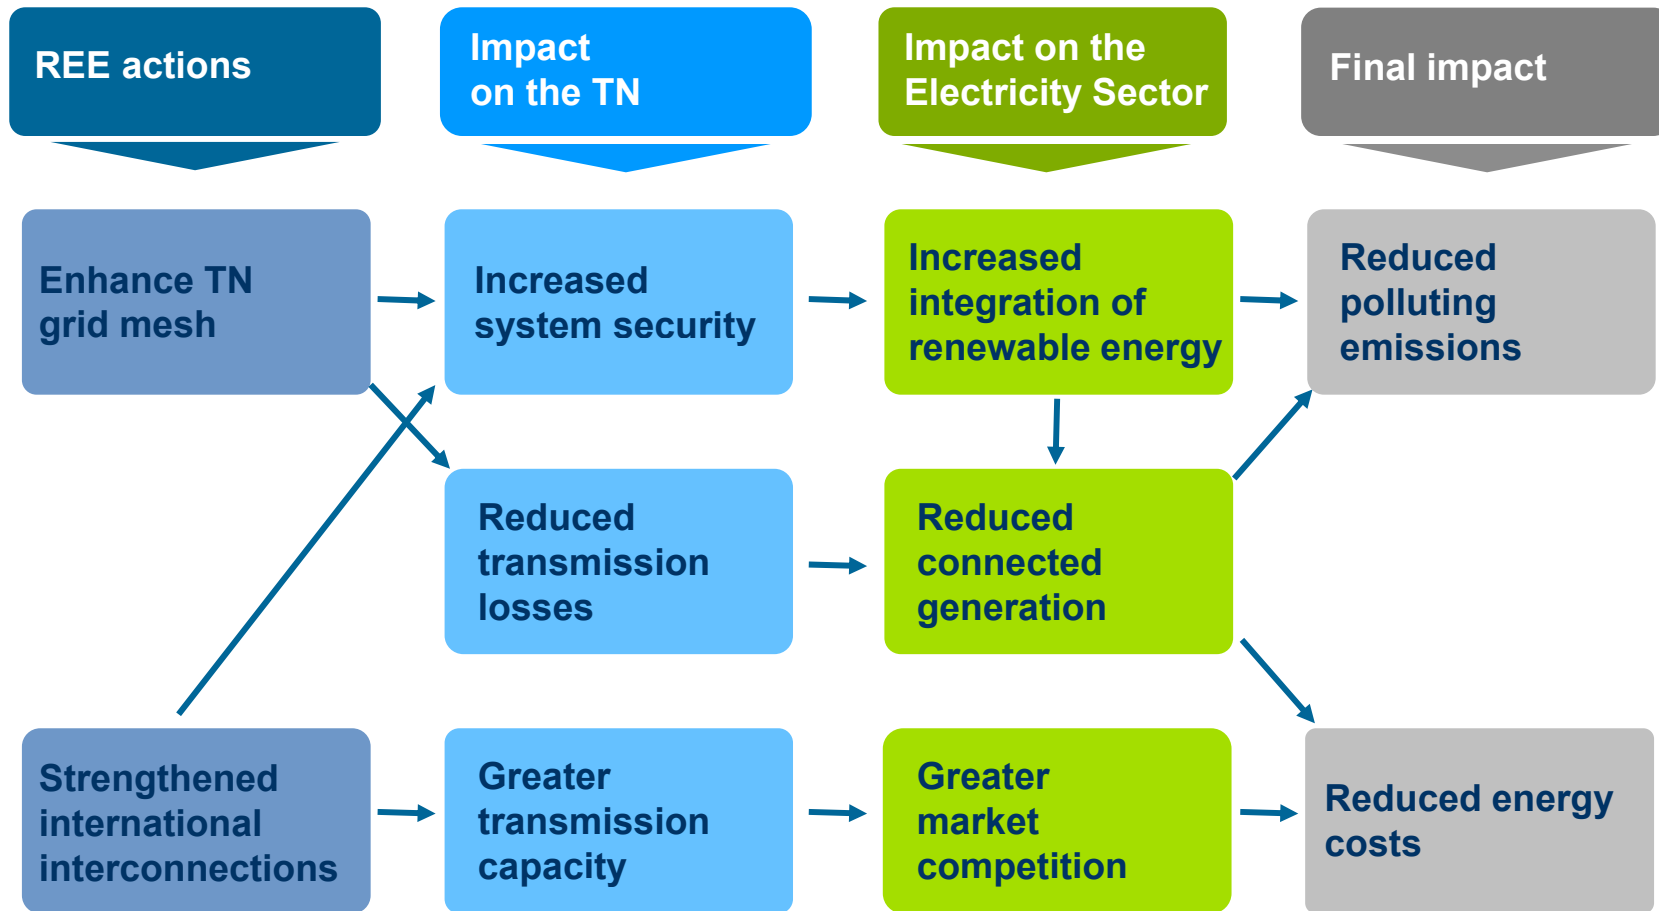 REE actions
Impact
on the TN
Impact on the
Electricity Sector
Final impact
Enhance TN
grid mesh
Increased
system security
Increased
integration of
renewable energy
Reduced
polluting
emissions
Reduced
transmission
losses
Reduced
connected
generation
Strengthened
international
interconnections
Greater
transmission
capacity
Greater
market
competition
Reduced energy
costs